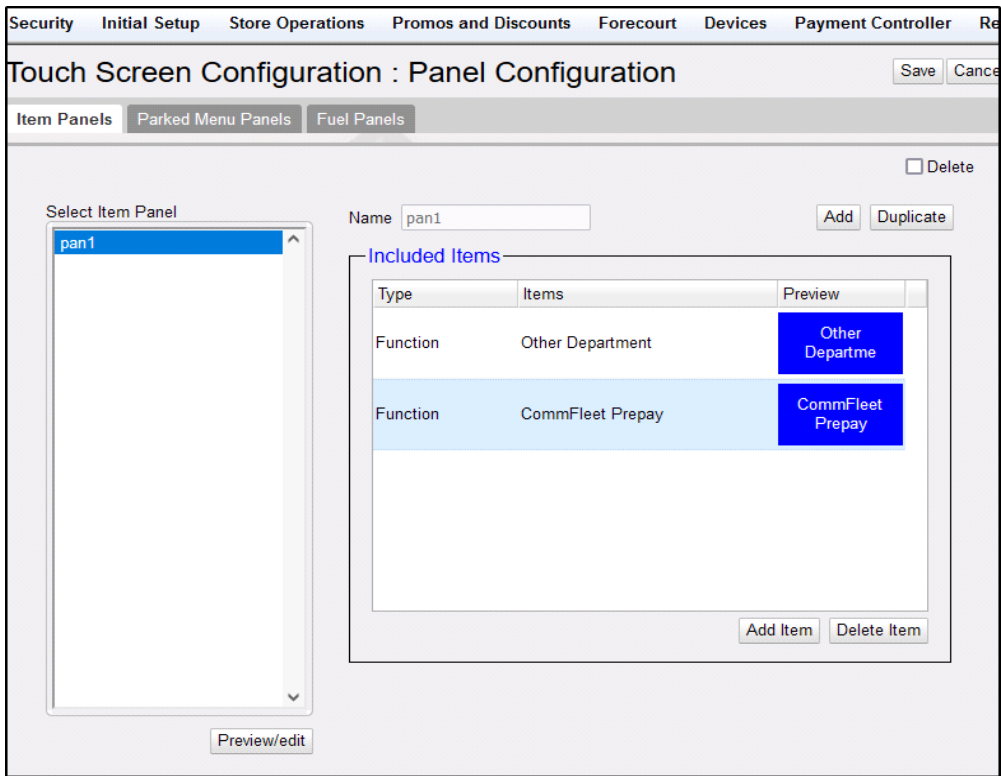 Security Initial Setup Store Operations Promos and Discounts Forecourt Devices Payment Controller Re
Touch Screen Configuration : Panel Configuration
Save Cance
Item Panels Parked Menu Panels Fuel Panels
Delete
Select Item Panel
pan1
Preview/edit
Name pan1 Add Duplicate
Included Items
Type Items Preview
Function Other Department Other
Departme
Function CommFleet Prepay CommFleet
Prepay
Add Item Delete Item